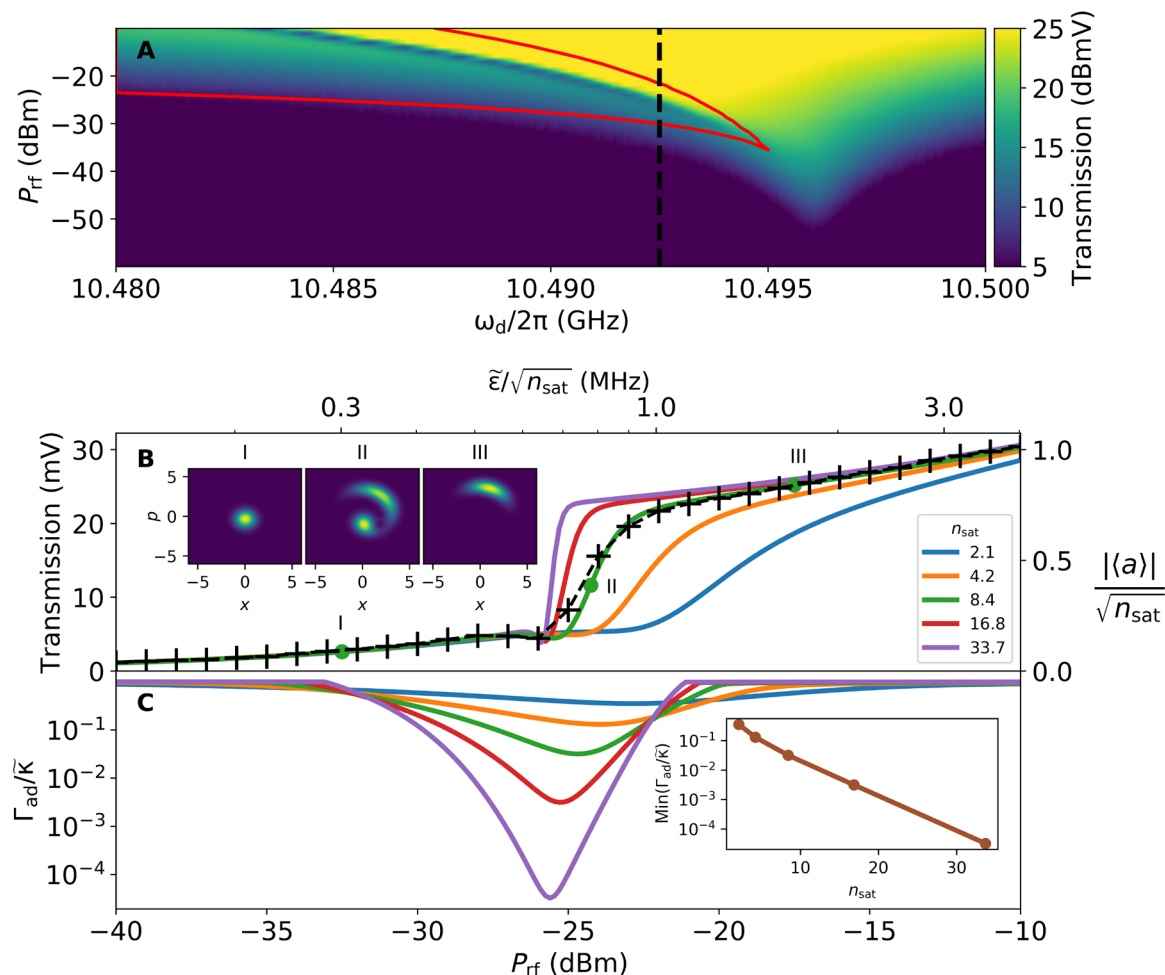 A
−20
−30
−40
−50
P_rf (dBm)
10.480 10.485 10.490 10.495 10.500
ω_d/2π (GHz)
25
20
15
10
5
Transmission (dBmV)
ε̃/√n_sat (MHz)
0.3 1.0 3.0
B
30
20
10
0
Transmission (mV)
I II III
5
0
−5
p
−5 0 5 −5 0 5 −5 0 5
x x x
I
II
III
n_sat
2.1
4.2
8.4
16.8
33.7
1.0
0.5
0.0
|⟨a⟩|
√n_sat
C
10⁻¹
10⁻²
10⁻³
10⁻⁴
Γ_ad/κ̃
10⁻¹
10⁻²
10⁻³
10⁻⁴
Min(Γ_ad/κ̃)
10 20 30
n_sat
−40 −35 −30 −25 −20 −15 −10
P_rf (dBm)